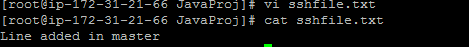 [root@ip-172-31-21-66 JavaProj]# vi sshfile.txt
[root@ip-172-31-21-66 JavaProj]# cat sshfile.txt
Line added in master